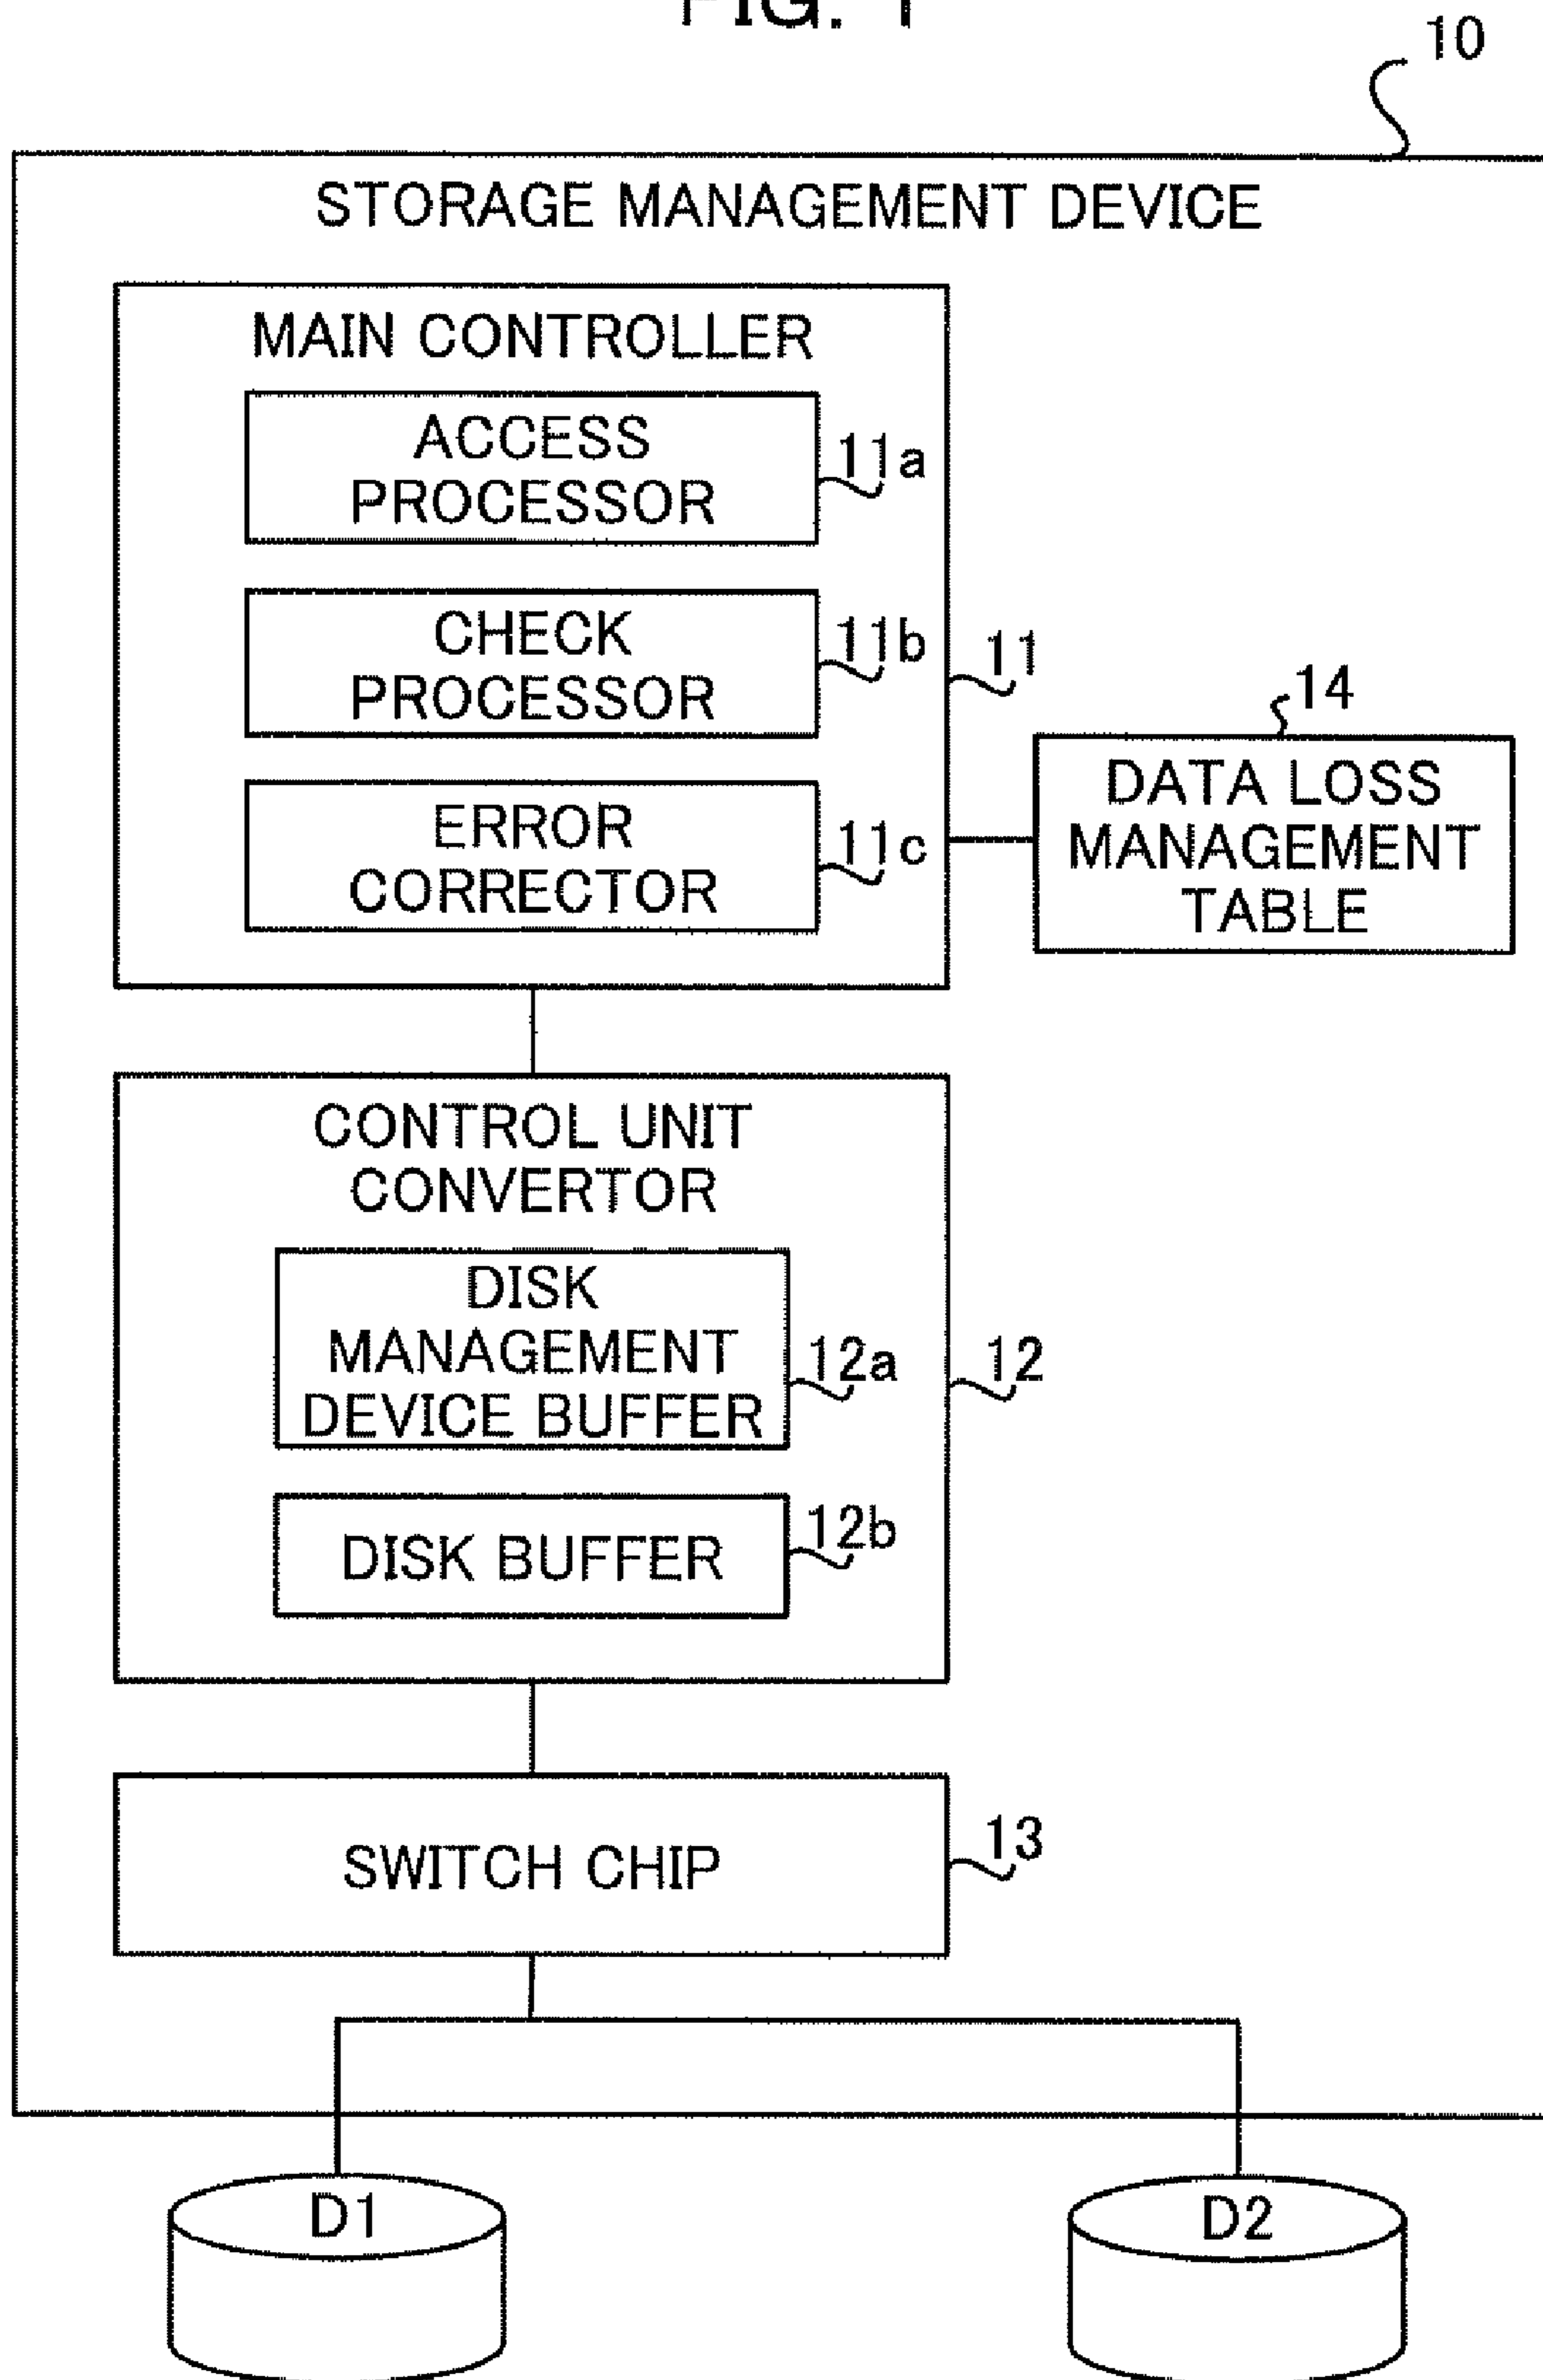 FIG. 1
10
STORAGE MANAGEMENT DEVICE
MAIN CONTROLLER
ACCESS
PROCESSOR
11a
CHECK
PROCESSOR
11b
11
ERROR
CORRECTOR
11c
14
DATA LOSS
MANAGEMENT
TABLE
CONTROL UNIT
CONVERTOR
DISK
MANAGEMENT
DEVICE BUFFER
12a
12
DISK BUFFER
12b
SWITCH CHIP
13
D1
D2